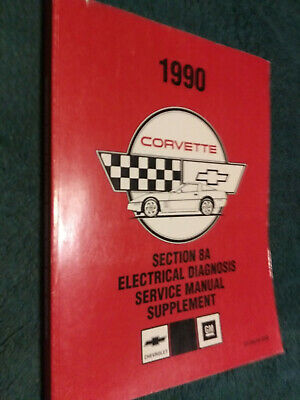 1990
CORVETTE
SECTION 8A
ELECTRICAL DIAGNOSIS
SERVICE MANUAL
SUPPLEMENT
CHEVROLET
GM